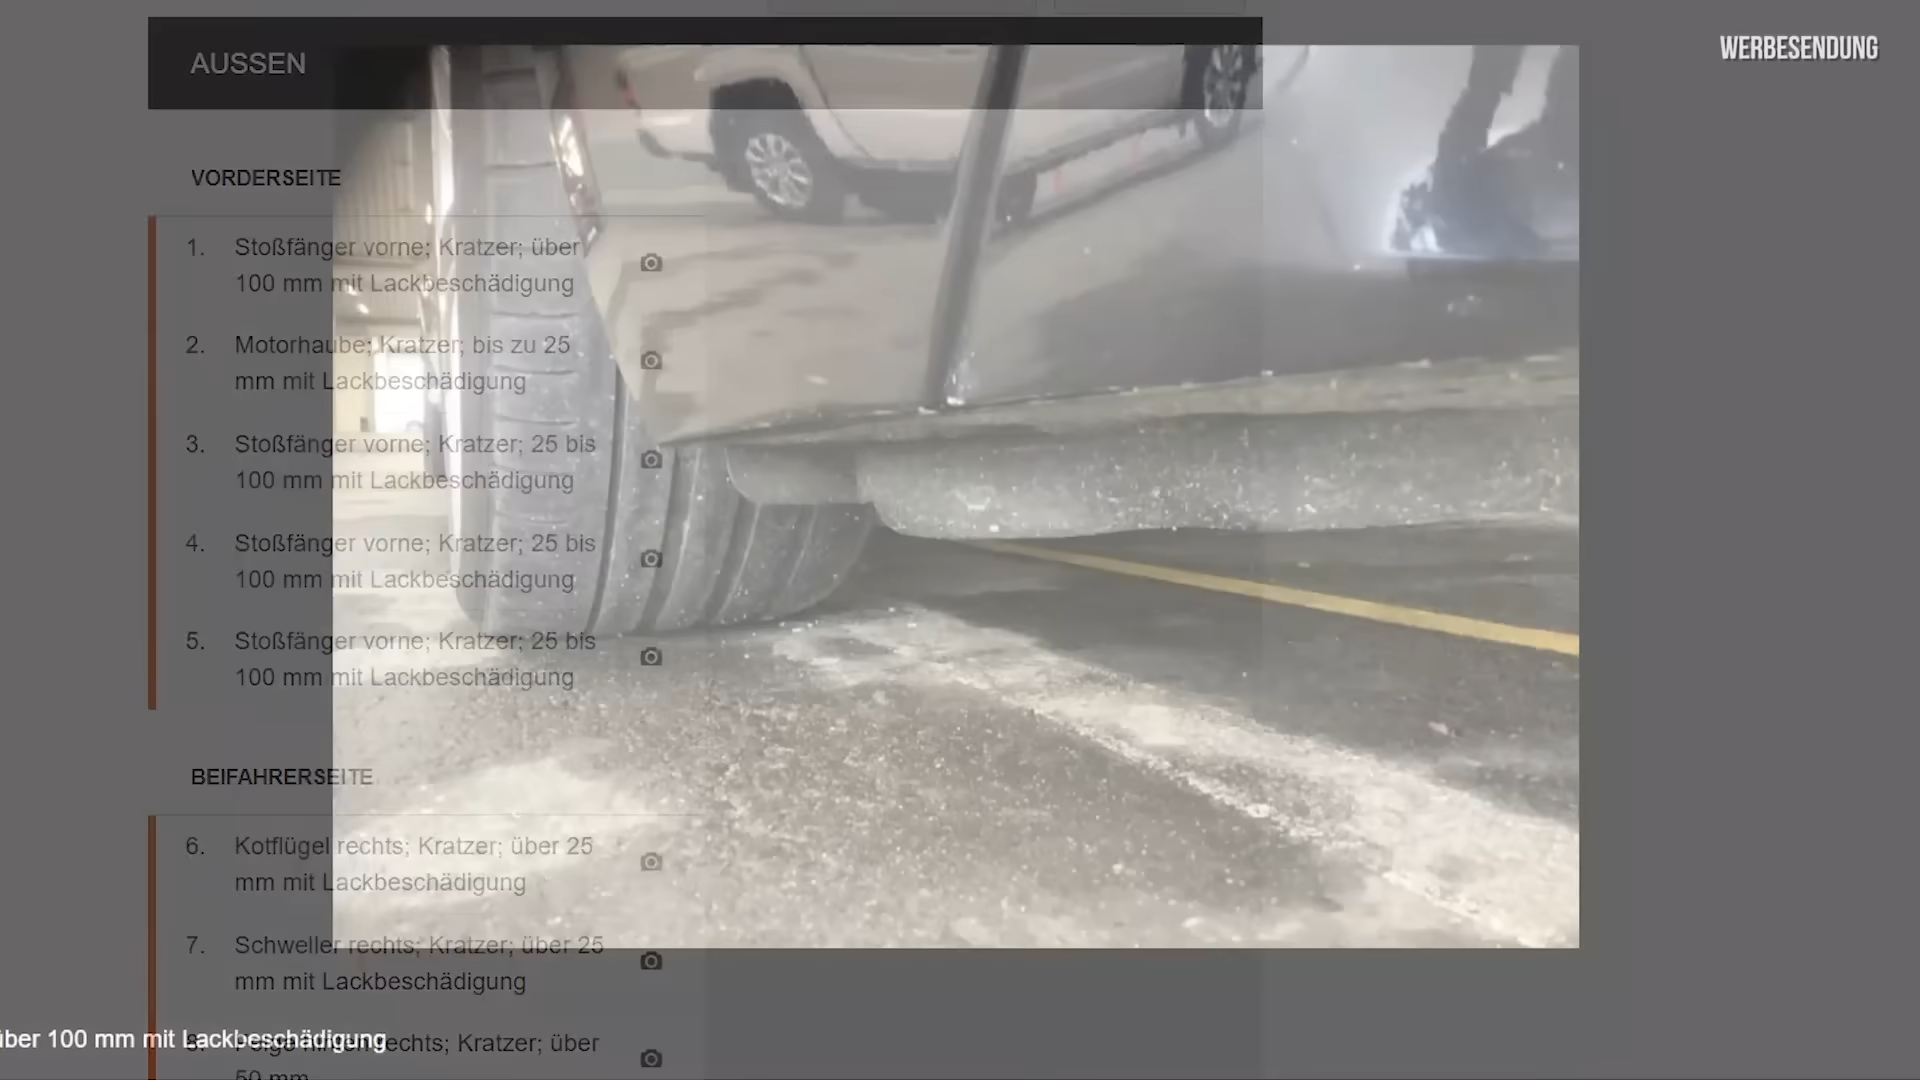 WERBESENDUNG
AUSSEN
VORDERSEITE
1. Stoßfänger vorne; Kratzer; über
100 mm mit Lackbeschädigung
2. Motorhaube; Kratzer; bis zu 25
mm mit Lackbeschädigung
3. Stoßfänger vorne; Kratzer; 25 bis
100 mm mit Lackbeschädigung
4. Stoßfänger vorne; Kratzer; 25 bis
100 mm mit Lackbeschädigung
5. Stoßfänger vorne; Kratzer; 25 bis
100 mm mit Lackbeschädigung
BEIFAHRERSEITE
6. Kotflügel rechts; Kratzer; über 25
mm mit Lackbeschädigung
7. Schweller rechts; Kratzer; über 25
mm mit Lackbeschädigung
über 100 mm mit Lackbeschädigung
8. rechts; Kratzer; über
50 mm